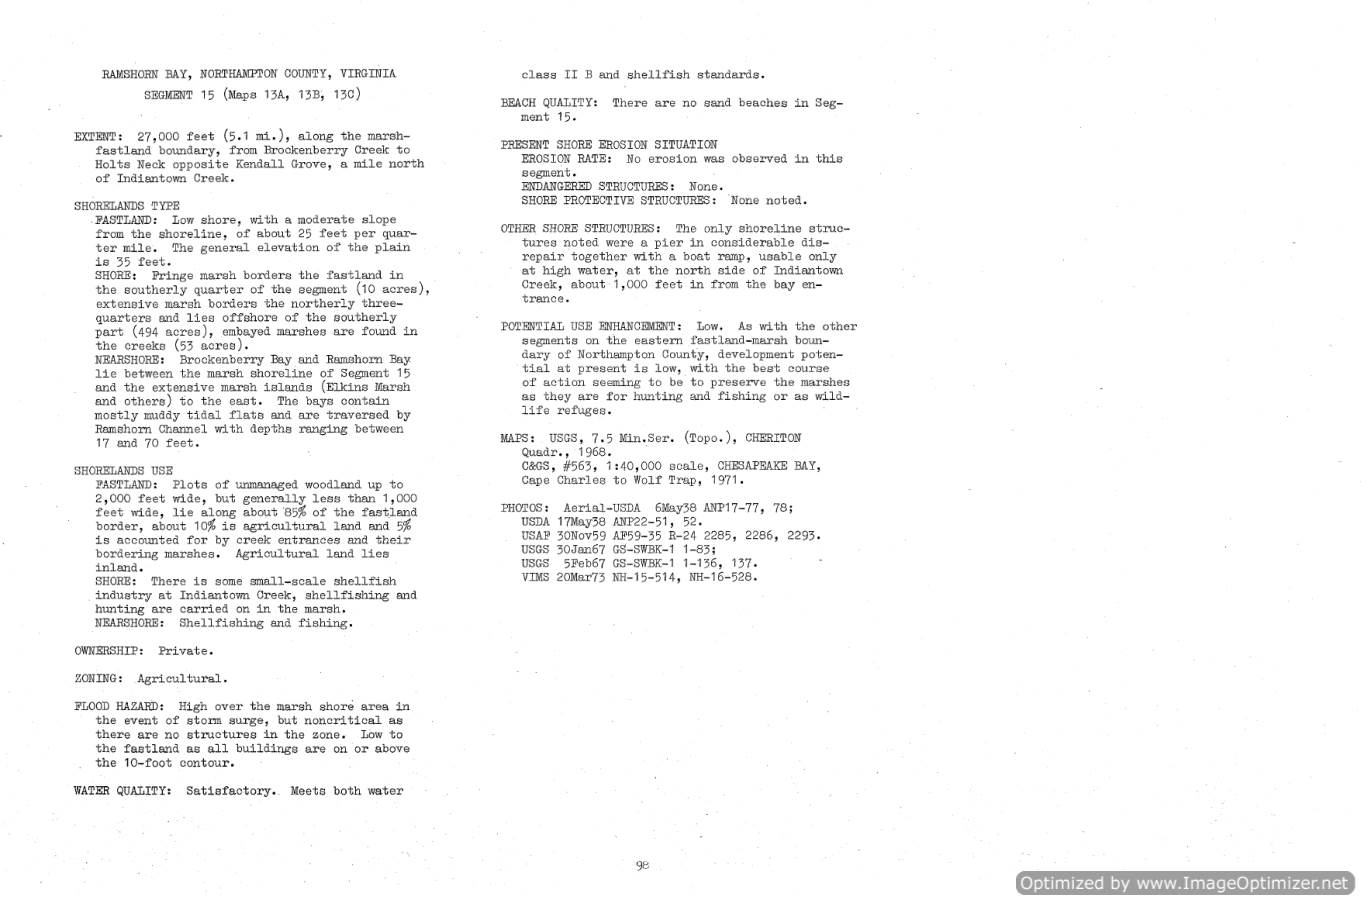 RAMSHORN BAY, NORTHAMPTON COUNTY, VIRGINIA
SEGMENT 15 (Maps 13A, 13B, 13C)
EXTENT: 27,000 feet (5.1 mi.), along the marsh-
fastland boundary, from Brockenberry Creek to
Holts Neck opposite Kendall Grove, a mile north
of Indiantown Creek.
SHORELANDS TYPE
FASTLAND: Low shore, with a moderate slope
from the shoreline, of about 25 feet per quar-
ter mile. The general elevation of the plain
is 35 feet.
SHORE: Fringe marsh borders the fastland in
the southerly quarter of the segment (10 acres),
extensive marsh borders the northerly three-
quarters and lies offshore of the southerly
part (494 acres), embayed marshes are found in
the creeks (53 acres).
NEARSHORE: Brockenberry Bay and Ramshorn Bay
lie between the marsh shoreline of Segment 15
and the extensive marsh islands (Elkins Marsh
and others) to the east. The bays contain
mostly muddy tidal flats and are traversed by
Ramshorn Channel with depths ranging between
17 and 70 feet.
SHORELANDS USE
FASTLAND: Plots of unmanaged woodland up to
2,000 feet wide, but generally less than 1,000
feet wide, lie along about 85% of the fastland
border, about 10% is agricultural land and 5%
is accounted for by creek entrances and their
bordering marshes. Agricultural land lies
inland.
SHORE: There is some small-scale shellfish
industry at Indiantown Creek, shellfishing and
hunting are carried on in the marsh.
NEARSHORE: Shellfishing and fishing.
OWNERSHIP: Private.
ZONING: Agricultural.
FLOOD HAZARD: High over the marsh shore area in
the event of storm surge, but noncritical as
there are no structures in the zone. Low to
the fastland as all buildings are on or above
the 10-foot contour.
WATER QUALITY: Satisfactory. Meets both water
class II B and shellfish standards.
BEACH QUALITY: There are no sand beaches in Seg-
ment 15.
PRESENT SHORE EROSION SITUATION
EROSION RATE: No erosion was observed in this
segment.
ENDANGERED STRUCTURES: None.
SHORE PROTECTIVE STRUCTURES: None noted.
OTHER SHORE STRUCTURES: The only shoreline struc-
tures noted were a pier in considerable dis-
repair together with a boat ramp, usable only
at high water, at the north side of Indiantown
Creek, about 1,000 feet in from the bay en-
trance.
POTENTIAL USE ENHANCEMENT: Low. As with the other
segments on the eastern fastland-marsh boun-
dary of Northampton County, development poten-
tial at present is low, with the best course
of action seeming to be to preserve the marshes
as they are for hunting and fishing or as wild-
life refuges.
MAPS: USGS, 7.5 Min.Ser. (Topo.), CHERITON
Quadr., 1968.
C&GS, #563, 1:40,000 scale, CHESAPEAKE BAY,
Cape Charles to Wolf Trap, 1971.
PHOTOS: Aerial-USDA 6May38 ANP17-77, 78;
USDA 17May38 ANP22-51, 52.
USAF 30Nov59 AF59-35 R-24 2285, 2286, 2293.
USGS 30Jan67 GS-SWBK-1 1-83;
USGS 5Feb67 GS-SWBK-1 1-136, 137.
VIMS 20Mar73 NH-15-514, NH-16-528.
98
Optimized by www.ImageOptimizer.net